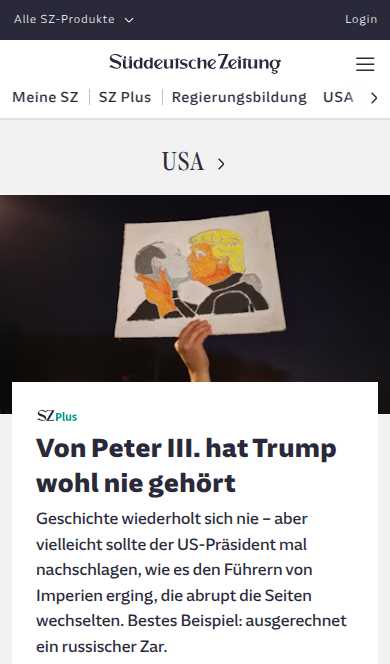 Alle SZ-Produkte
Login
Süddeutsche Zeitung
Meine SZ
SZ Plus
Regierungsbildung
USA
USA
SZ Plus
Von Peter III. hat Trump
wohl nie gehört
Geschichte wiederholt sich nie – aber
vielleicht sollte der US-Präsident mal
nachschlagen, wie es den Führern von
Imperien erging, die abrupt die Seiten
wechselten. Bestes Beispiel: ausgerechnet
ein russischer Zar.